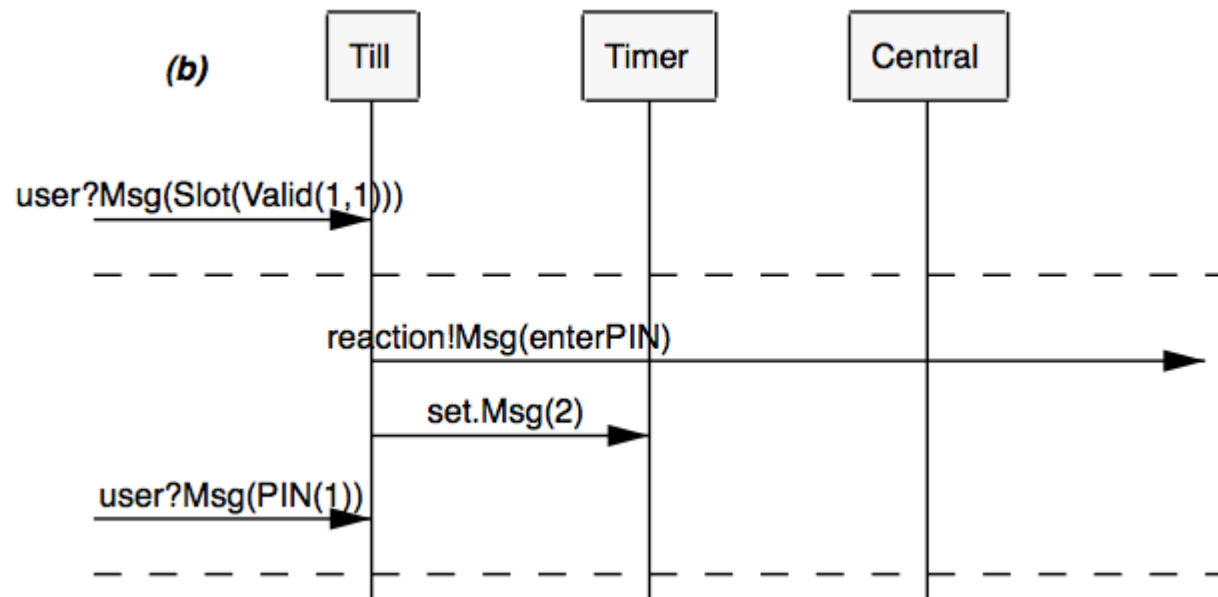 (b)
Till
Timer
Central
user?Msg(Slot(Valid(1,1)))
reaction!Msg(enterPIN)
set.Msg(2)
user?Msg(PIN(1))